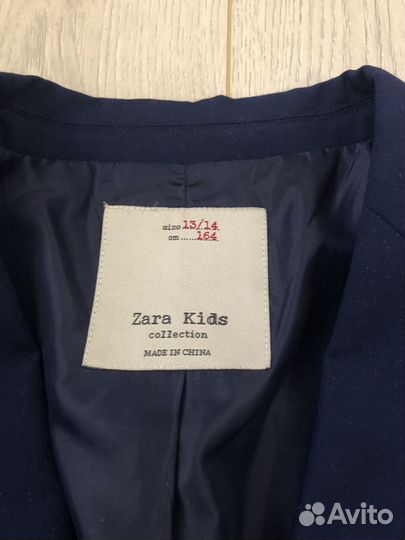 size 13/14
cm ...... 164
Zara Kids
collection
MADE IN CHINA
Avito